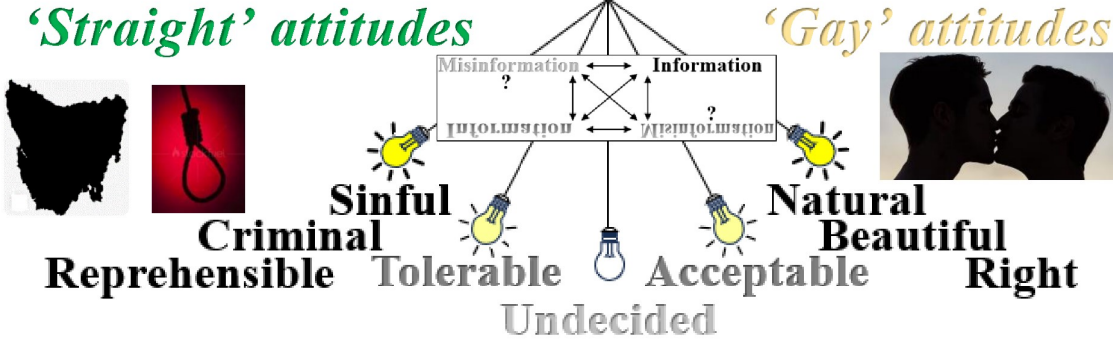 ‘Straight’ attitudes
‘Gay’ attitudes
Misinformation
Information
?
?
Information
Misinformation
Sinful
Natural
Criminal
Beautiful
Reprehensible
Tolerable
Acceptable
Right
Undecided